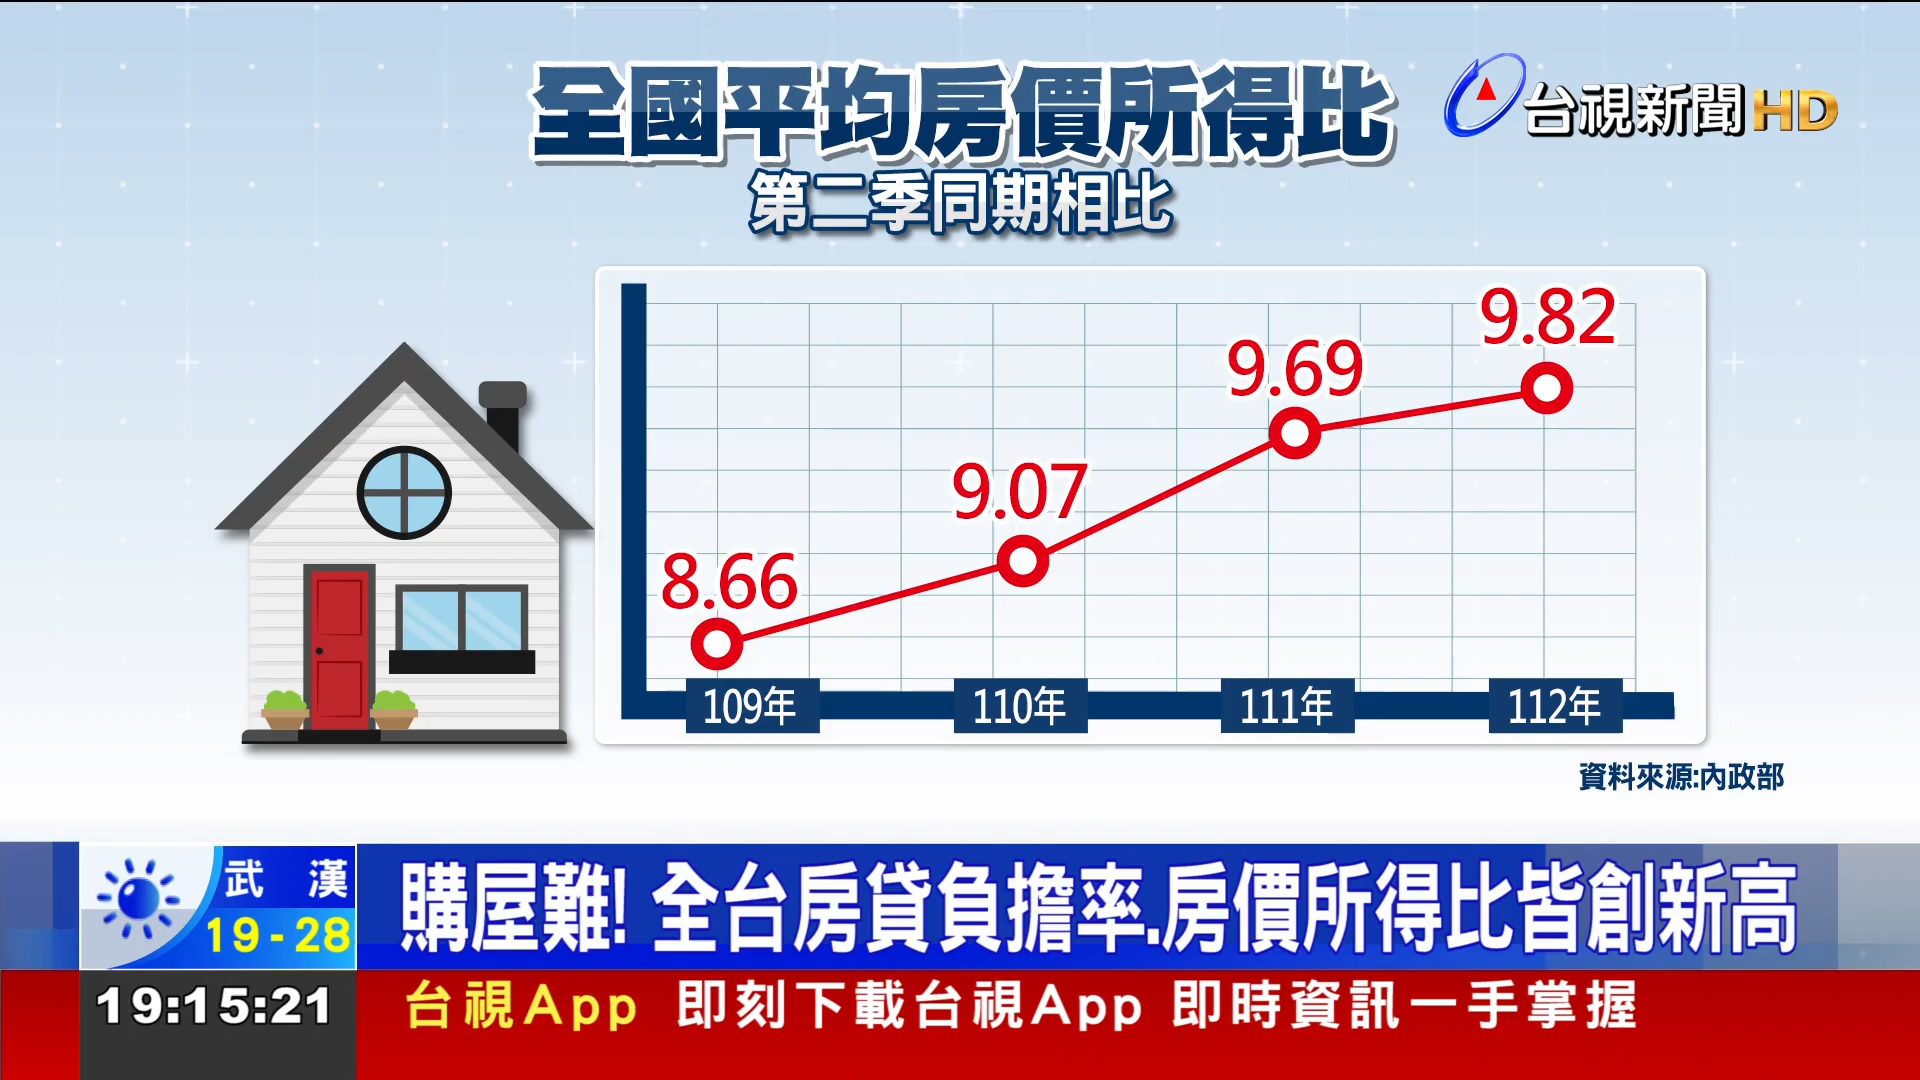 全國平均房價所得比
台視新聞HD
第二季同期相比
9.82
9.69
9.07
8.66
109年 110年 111年 112年
資料來源:內政部
武漢
19-28
購屋難! 全台房貸負擔率.房價所得比皆創新高
19:15:21
台視App 即刻下載台視App 即時資訊一手掌握